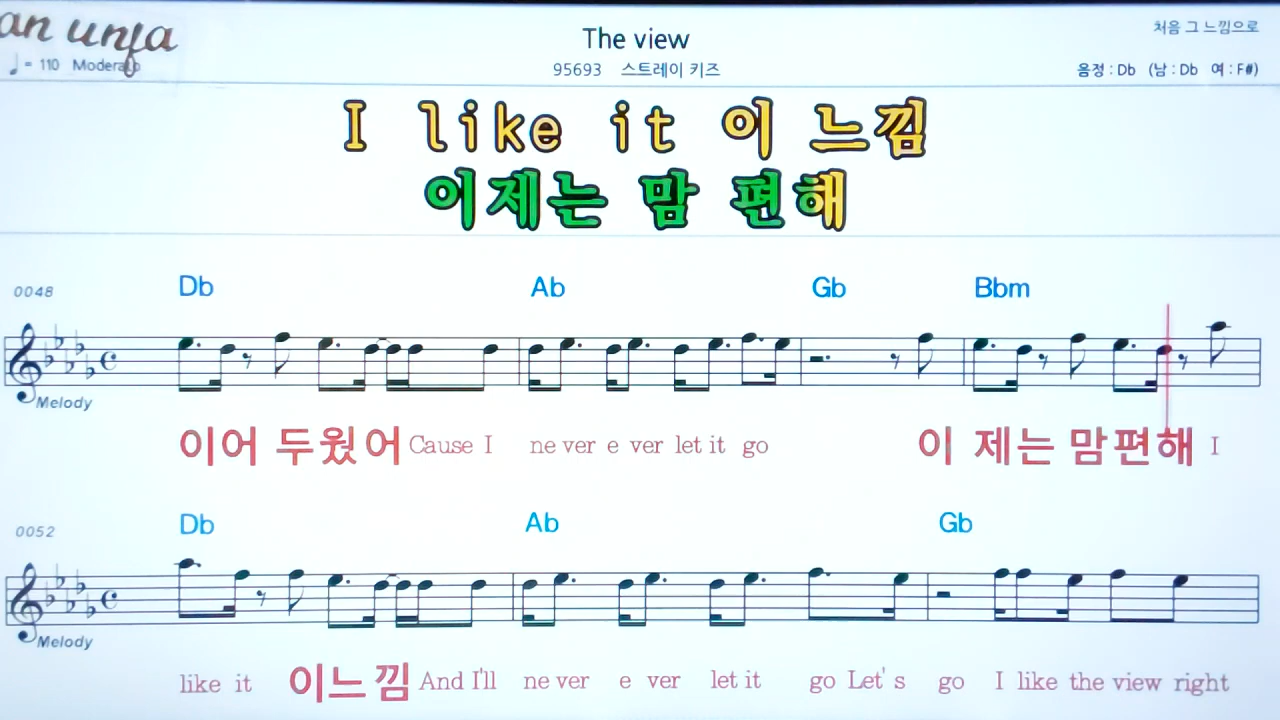 an unfa
The view
처음 그 느낌으로
♩ = 110 Moderato
95693 스트레이 키즈
음정 : Db (남 : Db 여 : F#)
I like it 이 느낌
이제는 맘 편해
0048 Db Ab Gb Bbm
Melody
이어 두웠어 Cause I ne ver e ver let it go 이 제는 맘편해 I
0052 Db Ab Gb
Melody
like it 이느낌 And I'll ne ver e ver let it go Let's go I like the view right